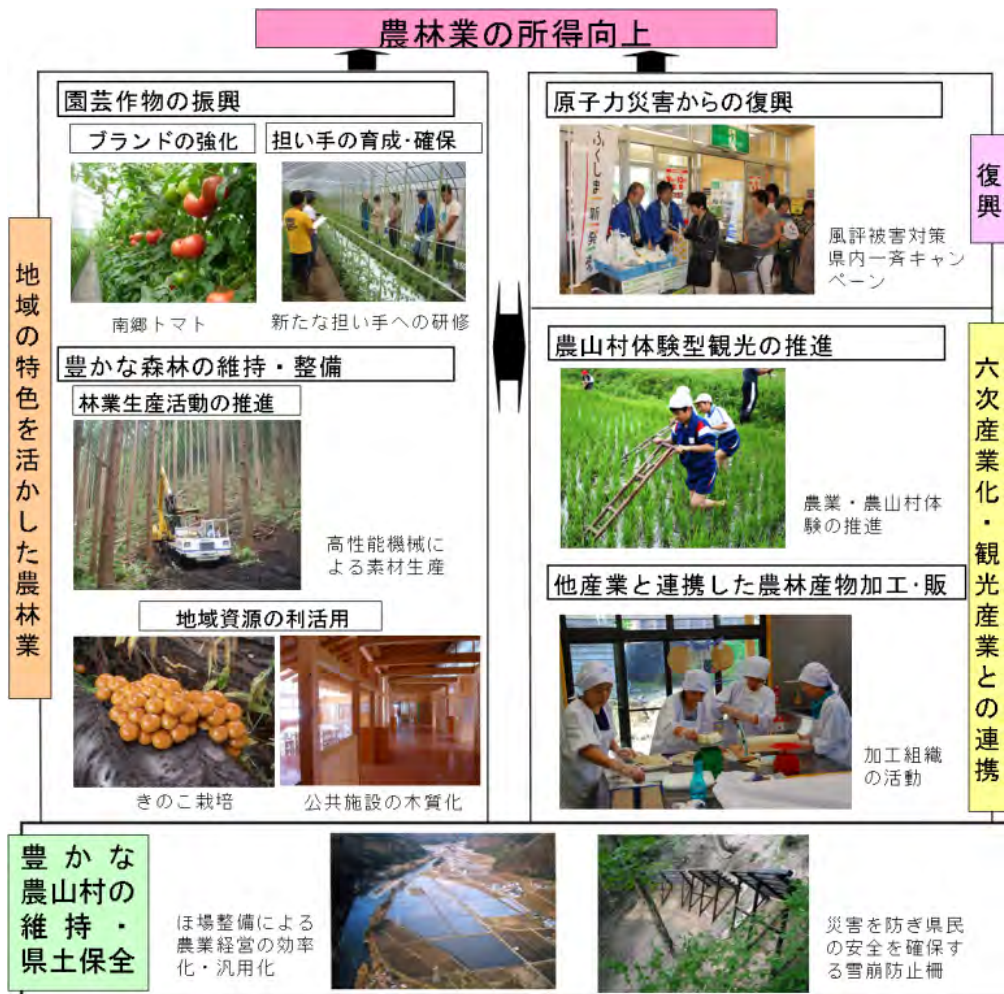 農林業の所得向上
地域の特色を活かした農林業
園芸作物の振興
ブランドの強化
南郷トマト
担い手の育成・確保
新たな担い手への研修
豊かな森林の維持・整備
林業生産活動の推進
高性能機械に
よる素材生産
地域資源の利活用
きのこ栽培
公共施設の木質化
復興
原子力災害からの復興
ふくしま新発売
風評被害対策
県内一斉キャン
ペーン
六次産業化・観光産業との連携
農山村体験型観光の推進
農業・農山村体
験の推進
他産業と連携した農林産物加工・販
加工組織
の活動
豊かな
農山村の
維持・
県土保全
ほ場整備による
農業経営の効率
化・汎用化
災害を防ぎ県民
の安全を確保す
る雪崩防止柵